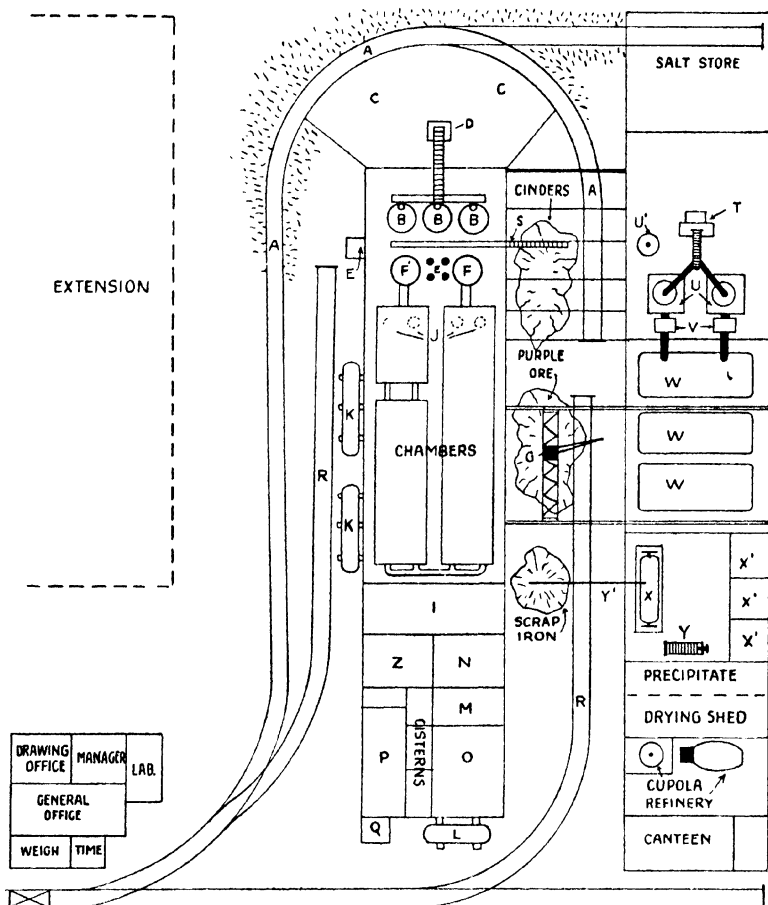 SALT STORE
A
C
C
D
CINDERS
A
B
B
B
S
U'
T
A
E
F'
E
F
U
EXTENSION
J
V
PURPLE
ORE
W
K
CHAMBERS
G
W
R
W
K
I
SCRAP
IRON
Y'
X
X'
X'
X'
Y
Z
N
PRECIPITATE
M
R
DRYING SHED
P
CISTERNS
O
DRAWING
OFFICE
MANAGER
LAB.
CUPOLA
REFINERY
GENERAL
OFFICE
Q
L
CANTEEN
WEIGH
TIME